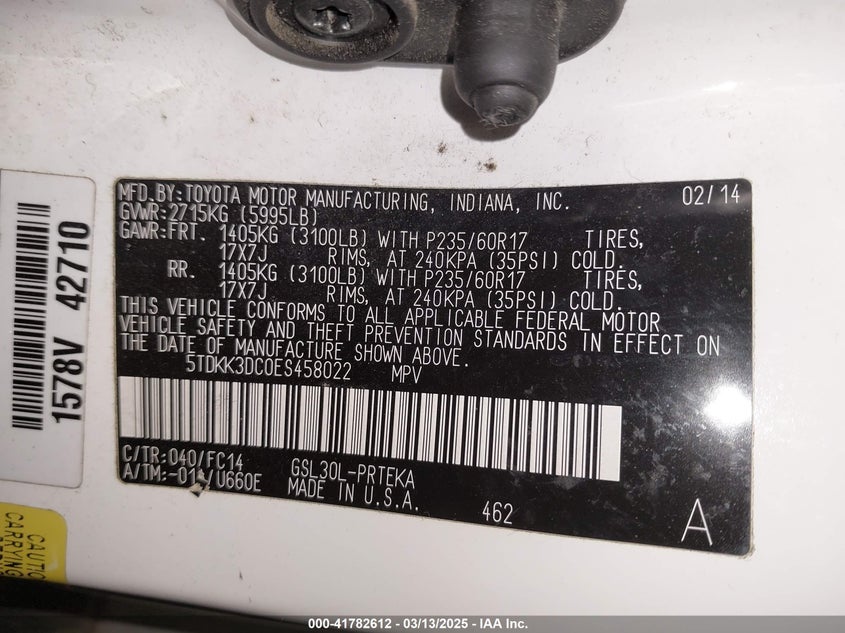 MFD.BY:TOYOTA MOTOR MANUFACTURING, INDIANA, INC. 02/14
GVWR:2715KG (5995LB)
GAWR:FRT. 1405KG (3100LB) WITH P235/60R17 TIRES,
17X7J RIMS, AT 240KPA (35PSI) COLD.
RR. 1405KG (3100LB) WITH P235/60R17 TIRES,
17X7J RIMS, AT 240KPA (35PSI) COLD.
THIS VEHICLE CONFORMS TO ALL APPLICABLE FEDERAL MOTOR
VEHICLE SAFETY AND THEFT PREVENTION STANDARDS IN EFFECT ON
THE DATE OF MANUFACTURE SHOWN ABOVE.
5TDKK3DC0ES458022 MPV
C/TR:040/FC14 GSL30L-PRTEKA
A/TM:-01 /U660E MADE IN U.S.A. 462
A
1578V 42710
CAUTION
CARRYING
000-41782612 - 03/13/2025 - IAA Inc.